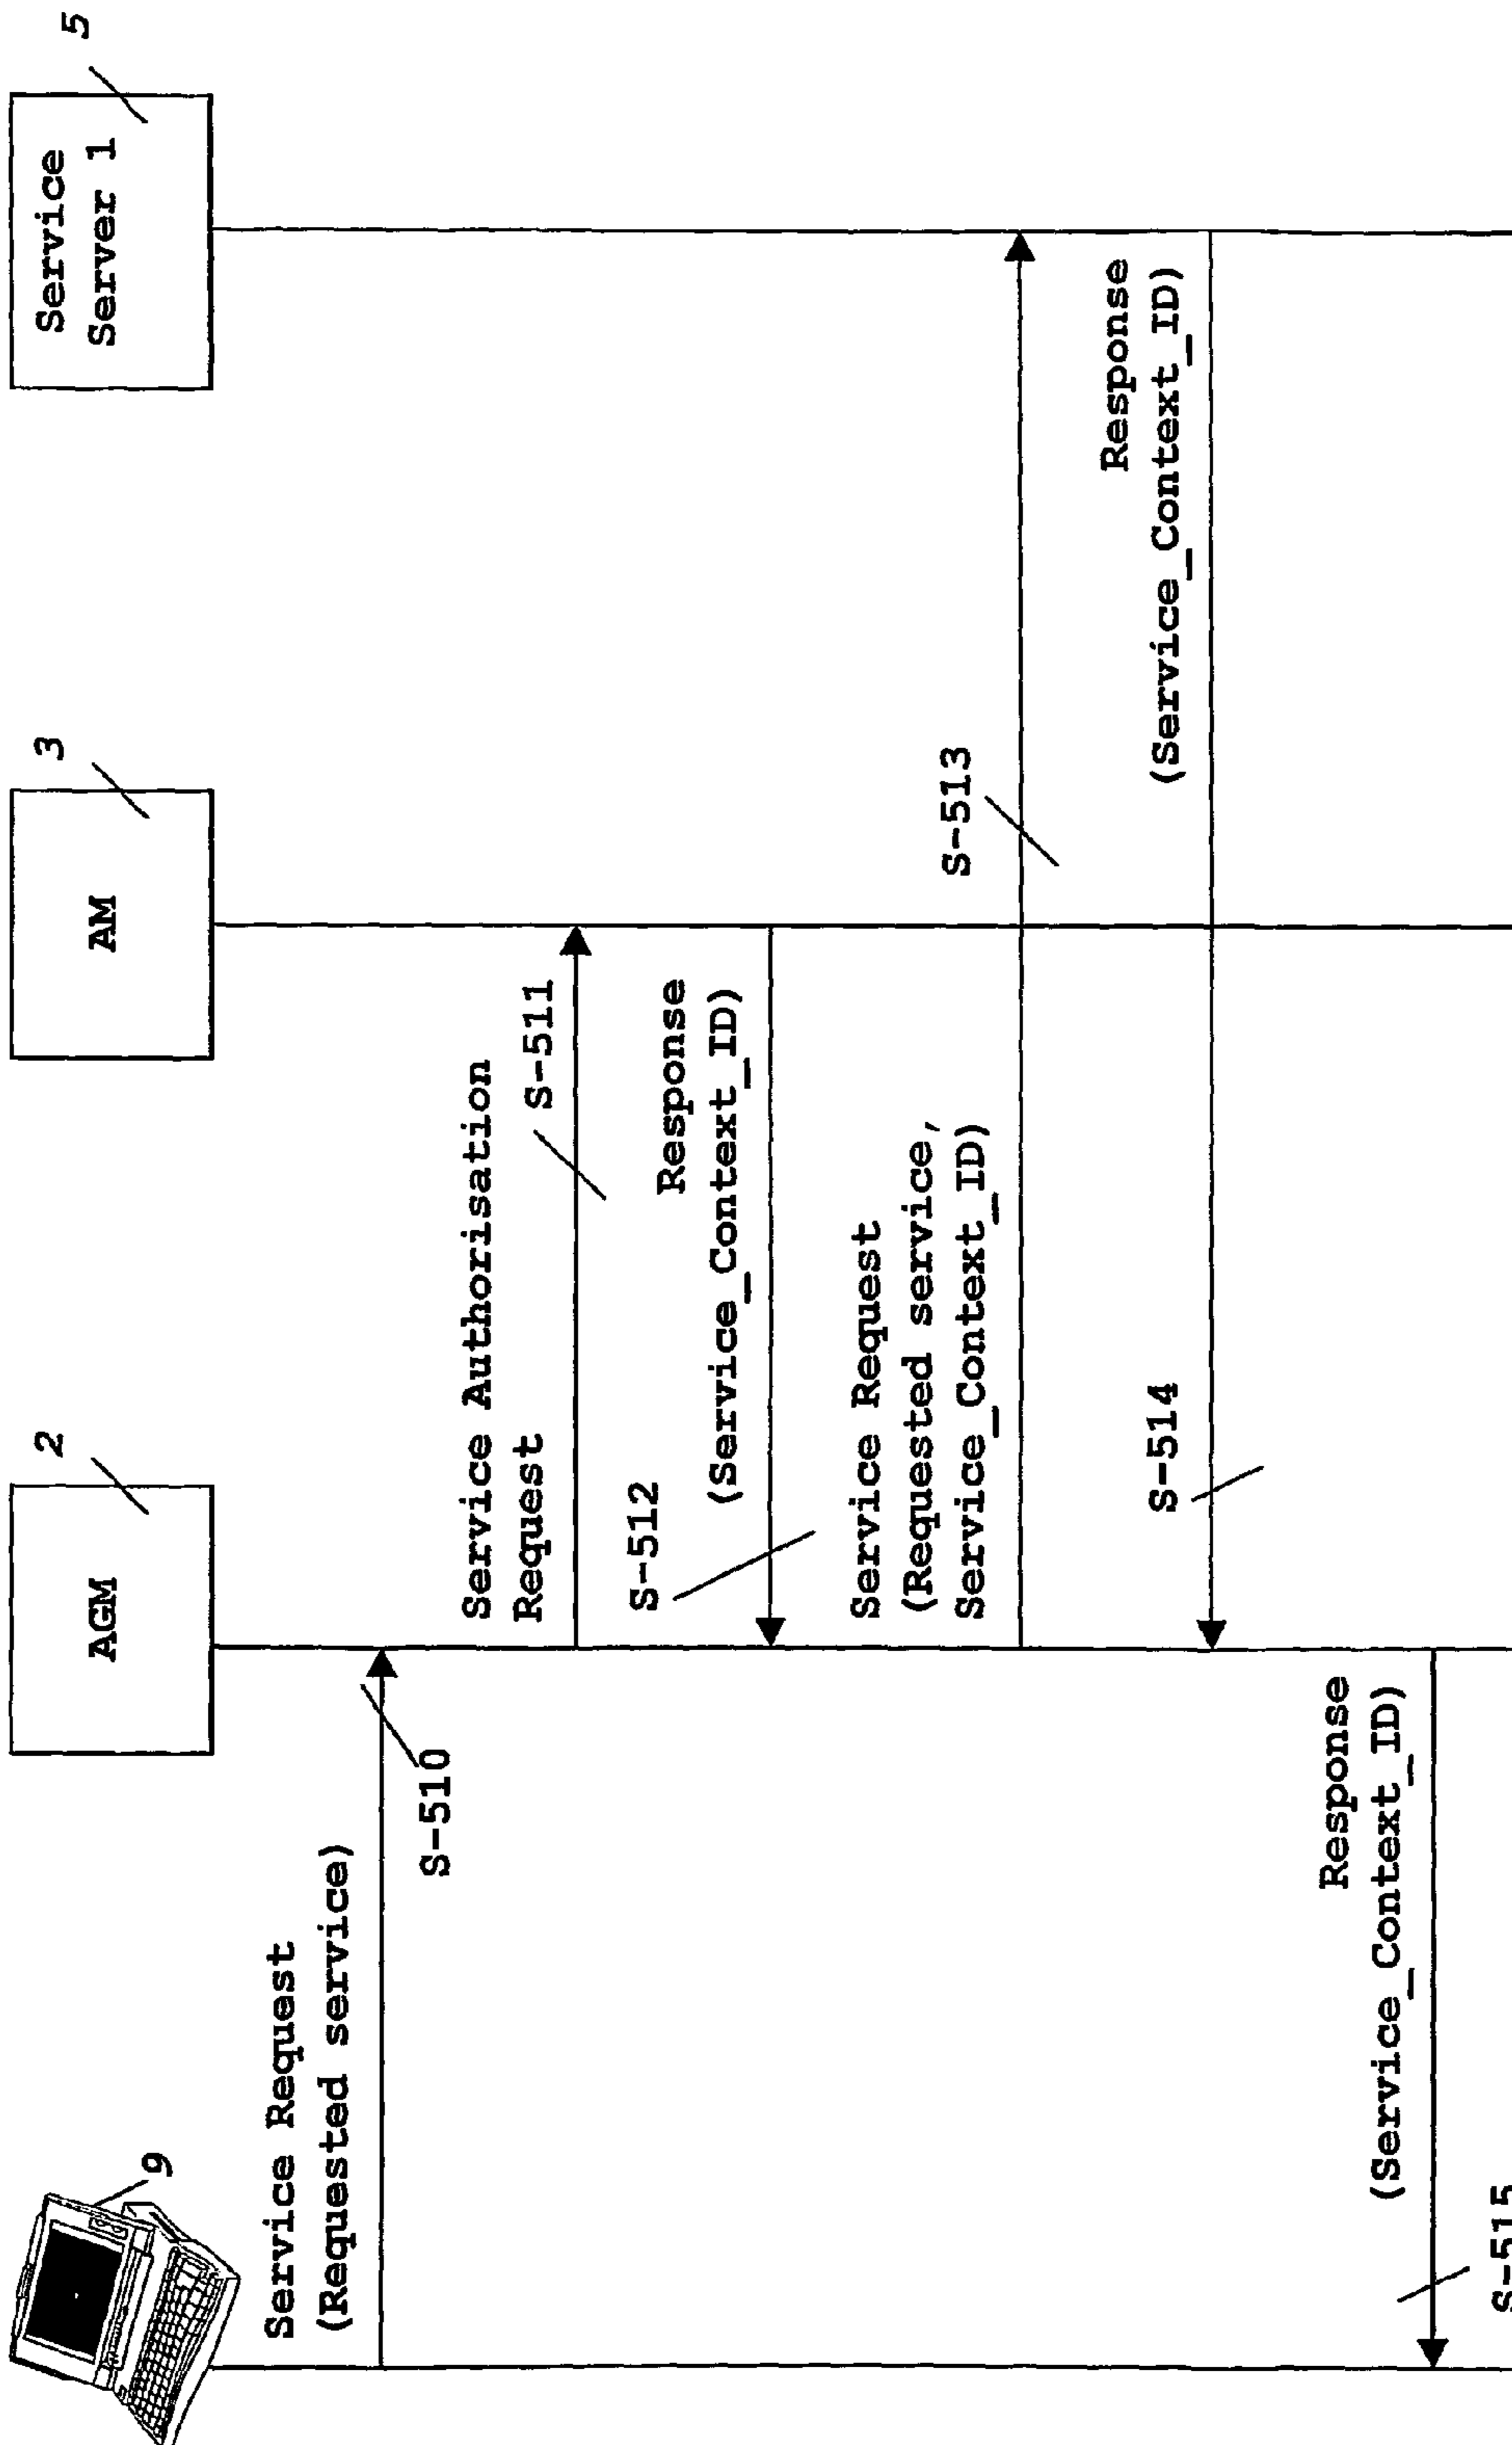 9
AGM
2
AM
3
Service
Server 1
5
Service Request
(Requested service)
S-510
Service Authorisation
Request
S-511
Response
(Service_Context_ID)
S-512
Service Request
(Requested service,
Service_Context_ID)
S-513
Response
(Service_Context_ID)
S-514
Response
(Service_Context_ID)
S-515